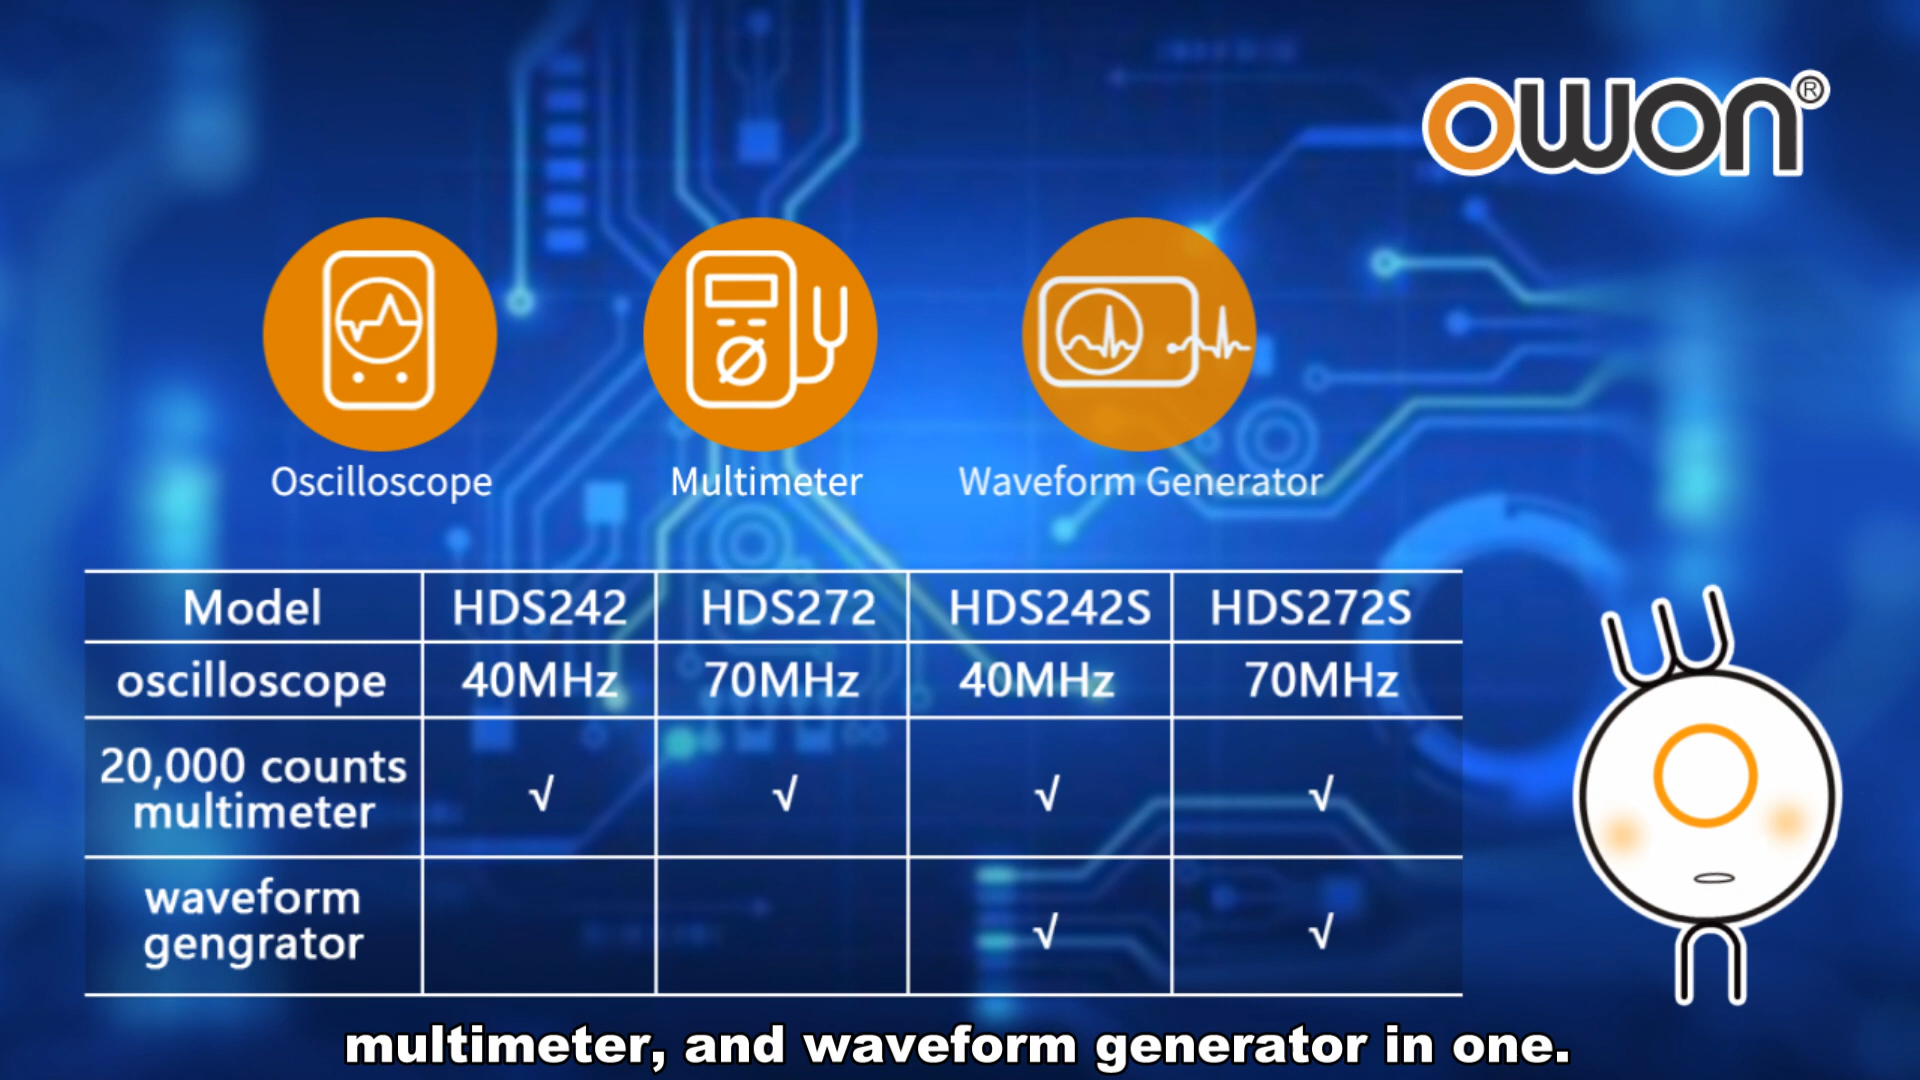 owon®
Oscilloscope Multimeter Waveform Generator
Model HDS242 HDS272 HDS242S HDS272S
oscilloscope 40MHz 70MHz 40MHz 70MHz
20,000 counts
multimeter √ √ √ √
waveform
gengrator √ √
multimeter, and waveform generator in one.